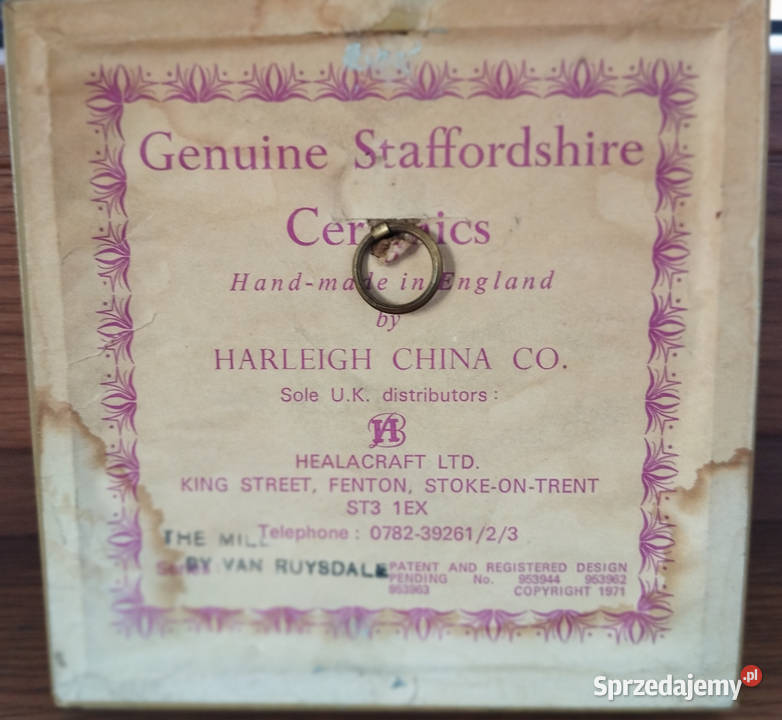 Genuine Staffordshire
Ceramics
Hand-made in England
by
HARLEIGH CHINA CO.
Sole U.K. distributors:
HEALACRAFT LTD.
KING STREET, FENTON, STOKE-ON-TRENT
ST3 1EX
Telephone: 0782-39261/2/3
THE MILL
BY VAN RUYSDALE
PATENT AND REGISTERED DESIGN
PENDING No. 953944 953962
953963 COPYRIGHT 1971
Sprzedajemy.pl